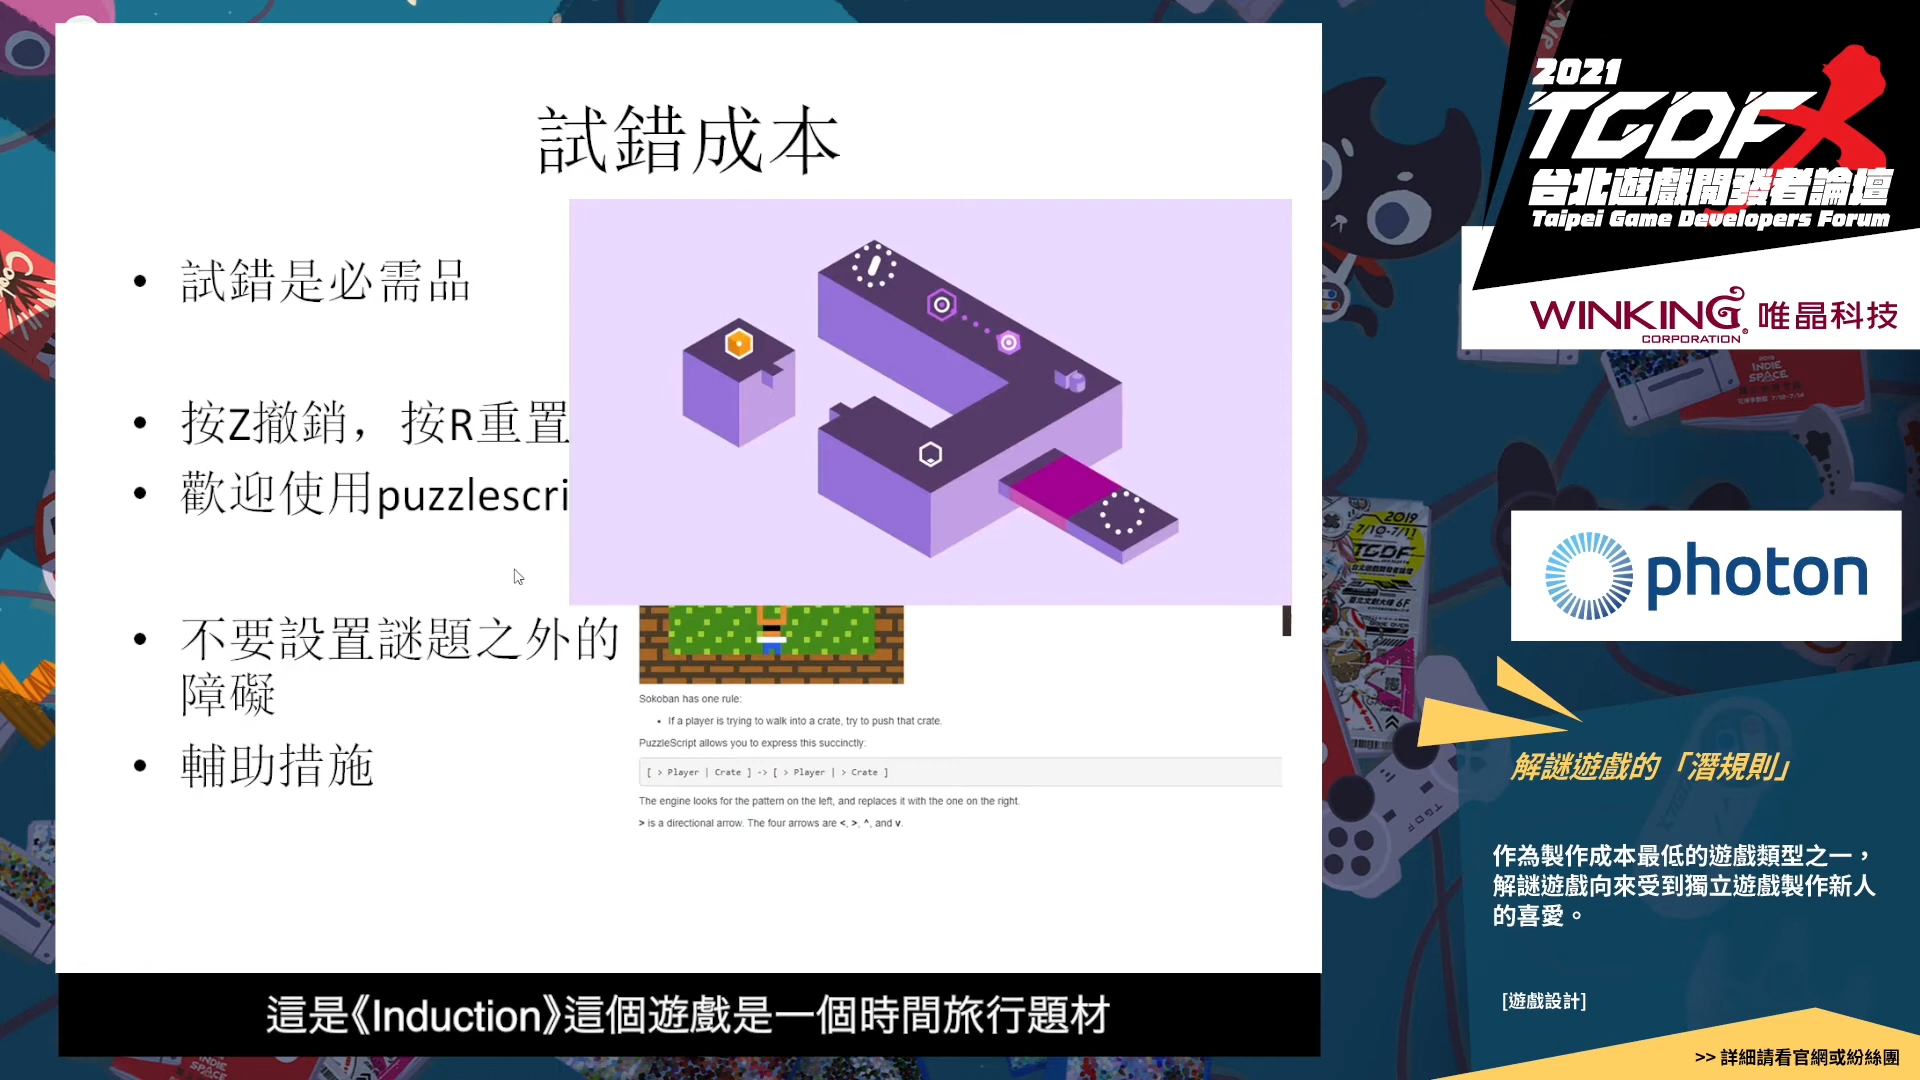 試錯成本
• 試錯是必需品
• 按Z撤銷，按R重置
• 歡迎使用puzzlescri
• 不要設置謎題之外的
障礙
• 輔助措施
Sokoban has one rule:
• If a player is trying to walk into a crate, try to push that crate.
PuzzleScript allows you to express this succinctly:
[ > Player | Crate ] -> [ > Player | > Crate ]
The engine looks for the pattern on the left, and replaces it with the one on the right.
> is a directional arrow. The four arrows are <, >, ^, and v.
這是《Induction》這個遊戲是一個時間旅行題材
2021
TGDF X
台北遊戲開發者論壇
Taipei Game Developers Forum
WINKING 唯晶科技
CORPORATION
INDIE
SPACE
2019
7/10-7/11
TGDF
photon
解謎遊戲的「潛規則」
作為製作成本最低的遊戲類型之一，
解謎遊戲向來受到獨立遊戲製作新人
的喜愛。
[遊戲設計]
>> 詳細請看官網或紛絲團